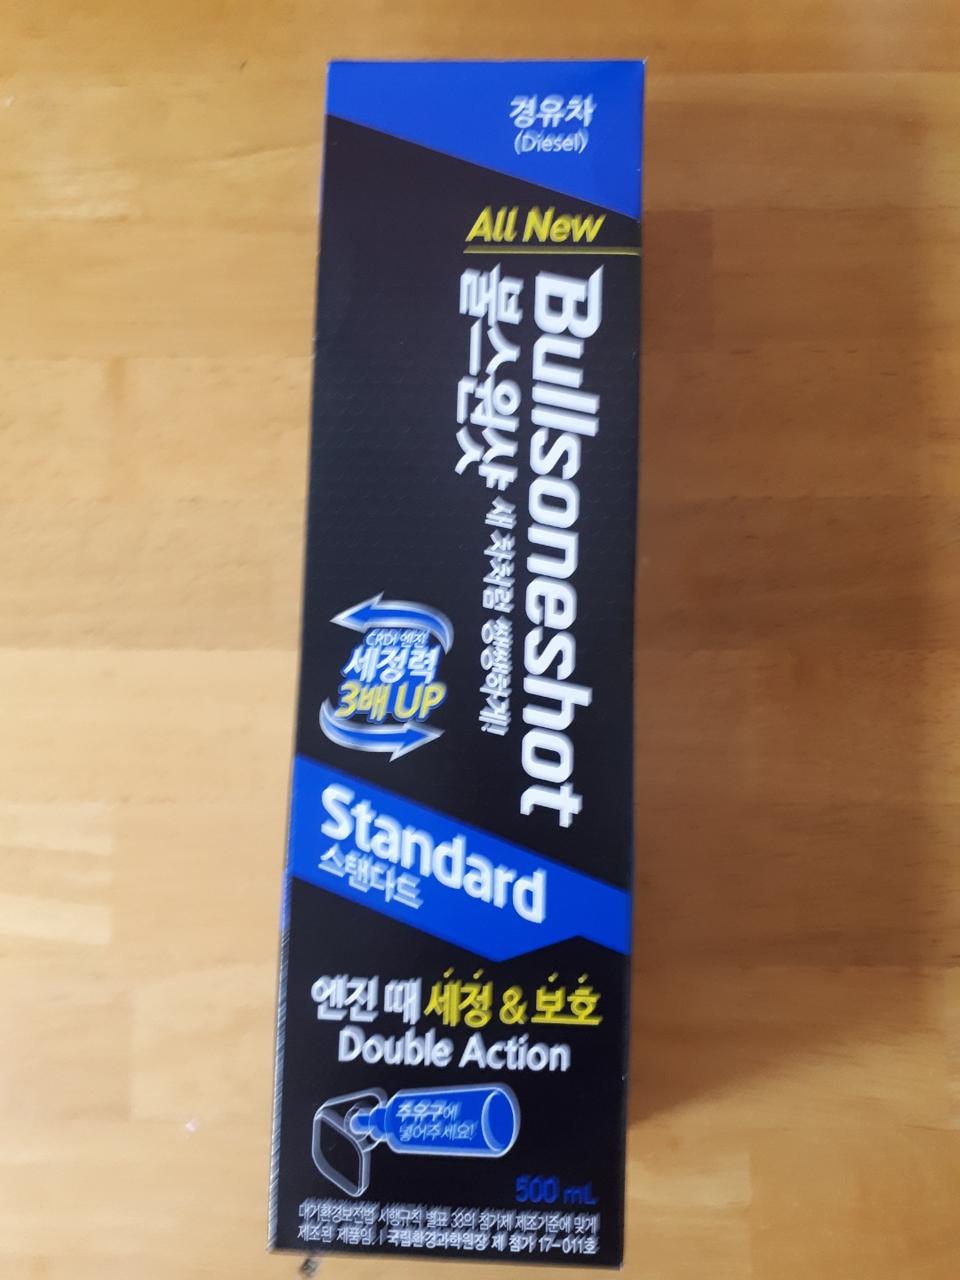 경유차
(Diesel)
All New
Bullsoneshot
불스원샷 새 차처럼 쌩쌩하게!
CRDi 엔진
세정력
3배 UP
Standard
스탠다드
엔진 때 세정 & 보호
Double Action
주유구에
넣어주세요!
500 mL
대기환경보전법 시행규칙 별표 33의 첨가제 제조기준에 맞게
제조된 제품임. | 국립환경과학원장 제 첨가 17-011호